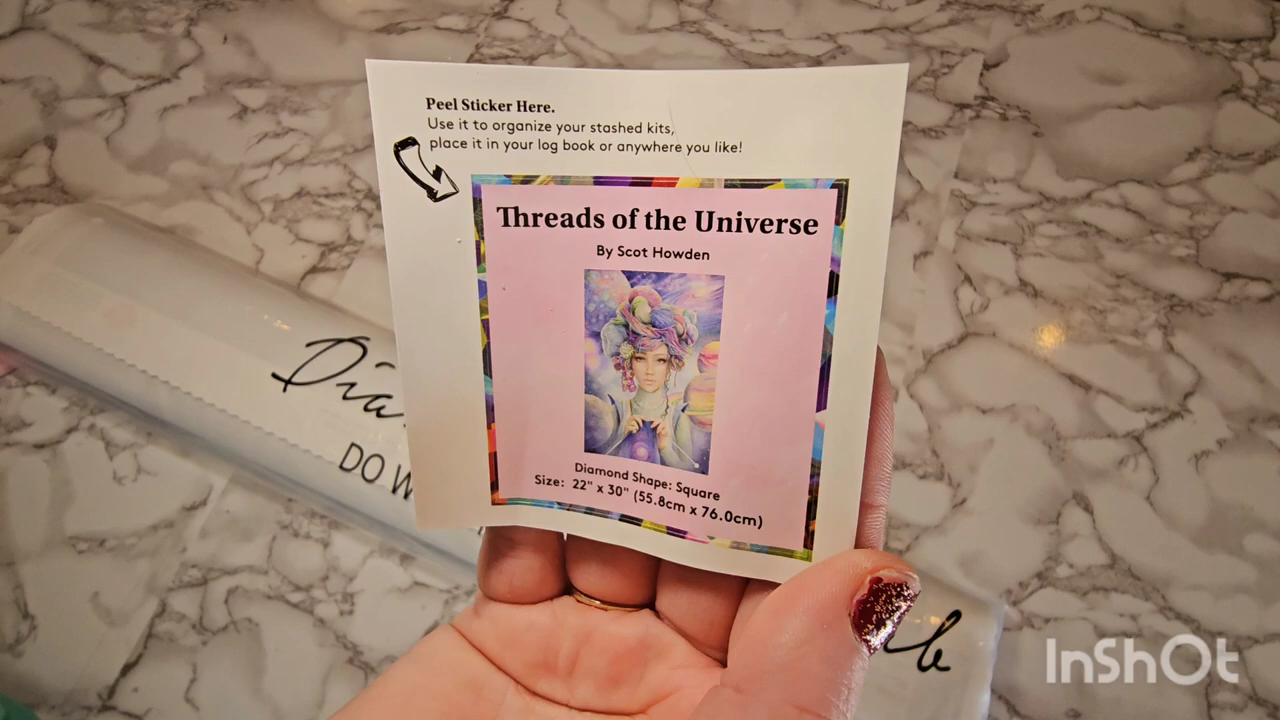 Peel Sticker Here.
Use it to organize your stashed kits,
place it in your log book or anywhere you like!
Threads of the Universe
By Scot Howden
Diamond Shape: Square
Size: 22" x 30" (55.8cm x 76.0cm)
Dia
DO W
InShOt